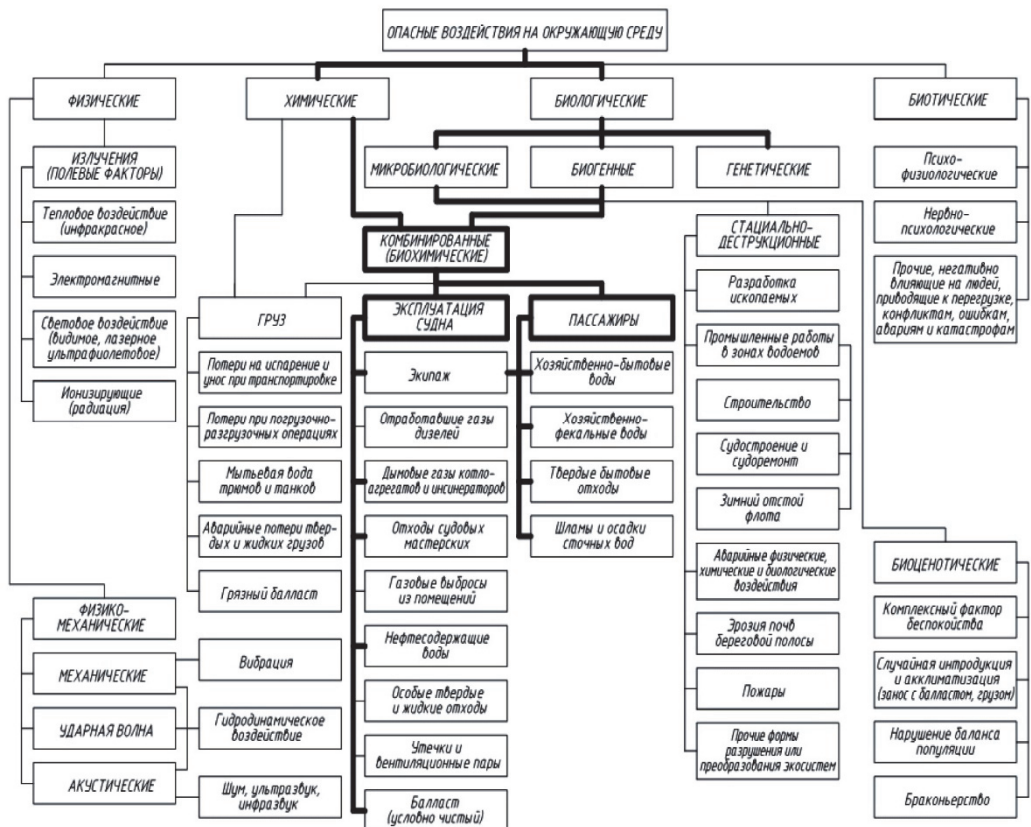 ОПАСНЫЕ ВОЗДЕЙСТВИЯ НА ОКРУЖАЮЩУЮ СРЕДУ
ФИЗИЧЕСКИЕ
ХИМИЧЕСКИЕ
БИОЛОГИЧЕСКИЕ
БИОТИЧЕСКИЕ
ИЗЛУЧЕНИЯ
(ПОЛЕВЫЕ ФАКТОРЫ)
Тепловое воздействие
(инфракрасное)
Электромагнитные
Световое воздействие
(видимое, лазерное
ультрафиолетовое)
Ионизирующие
(радиация)
МИКРОБИОЛОГИЧЕСКИЕ
БИОГЕННЫЕ
ГЕНЕТИЧЕСКИЕ
Психо-
физиологические
Нервно-
психологические
Прочие, негативно
влияющие на людей,
приводящие к перегрузке,
конфликтам, ошибкам,
авариям и катастрофам
КОМБИНИРОВАННЫЕ
(БИОХИМИЧЕСКИЕ)
ГРУЗ
Потери на испарение и
унос при транспортировке
Потери при погрузочно-
разгрузочных операциях
Мытьевая вода
трюмов и танков
Аварийные потери твер-
дых и жидких грузов
Грязный балласт
ЭКСПЛУАТАЦИЯ
СУДНА
Экипаж
Отработавшие газы
дизелей
Дымовые газы котло-
агрегатов и инсинераторов
Отходы судовых
мастерских
Газовые выбросы
из помещений
Нефтесодержащие
воды
Особые твердые
и жидкие отходы
Утечки и
вентиляционные пары
Балласт
(условно чистый)
ПАССАЖИРЫ
Хозяйственно-бытовые
воды
Хозяйственно-
фекальные воды
Твердые бытовые
отходы
Шламы и осадки
сточных вод
СТАЦИАЛЬНО-
ДЕСТРУКЦИОННЫЕ
Разработка
ископаемых
Промышленные работы
в зонах водоемов
Строительство
Судостроение и
судоремонт
Зимний отстой
флота
Аварийные физические,
химические и биологические
воздействия
Эрозия почв
береговой полосы
Пожары
Прочие формы
разрушения или
преобразования экосистем
БИОЦЕНОТИЧЕСКИЕ
Комплексный фактор
беспокойства
Случайная интродукция
и акклиматизация
(занос с балластом, грузом)
Нарушение баланса
популяции
Браконьерство
ФИЗИКО-
МЕХАНИЧЕСКИЕ
МЕХАНИЧЕСКИЕ
УДАРНАЯ ВОЛНА
АКУСТИЧЕСКИЕ
Вибрация
Гидродинамическое
воздействие
Шум, ультразвук,
инфразвук